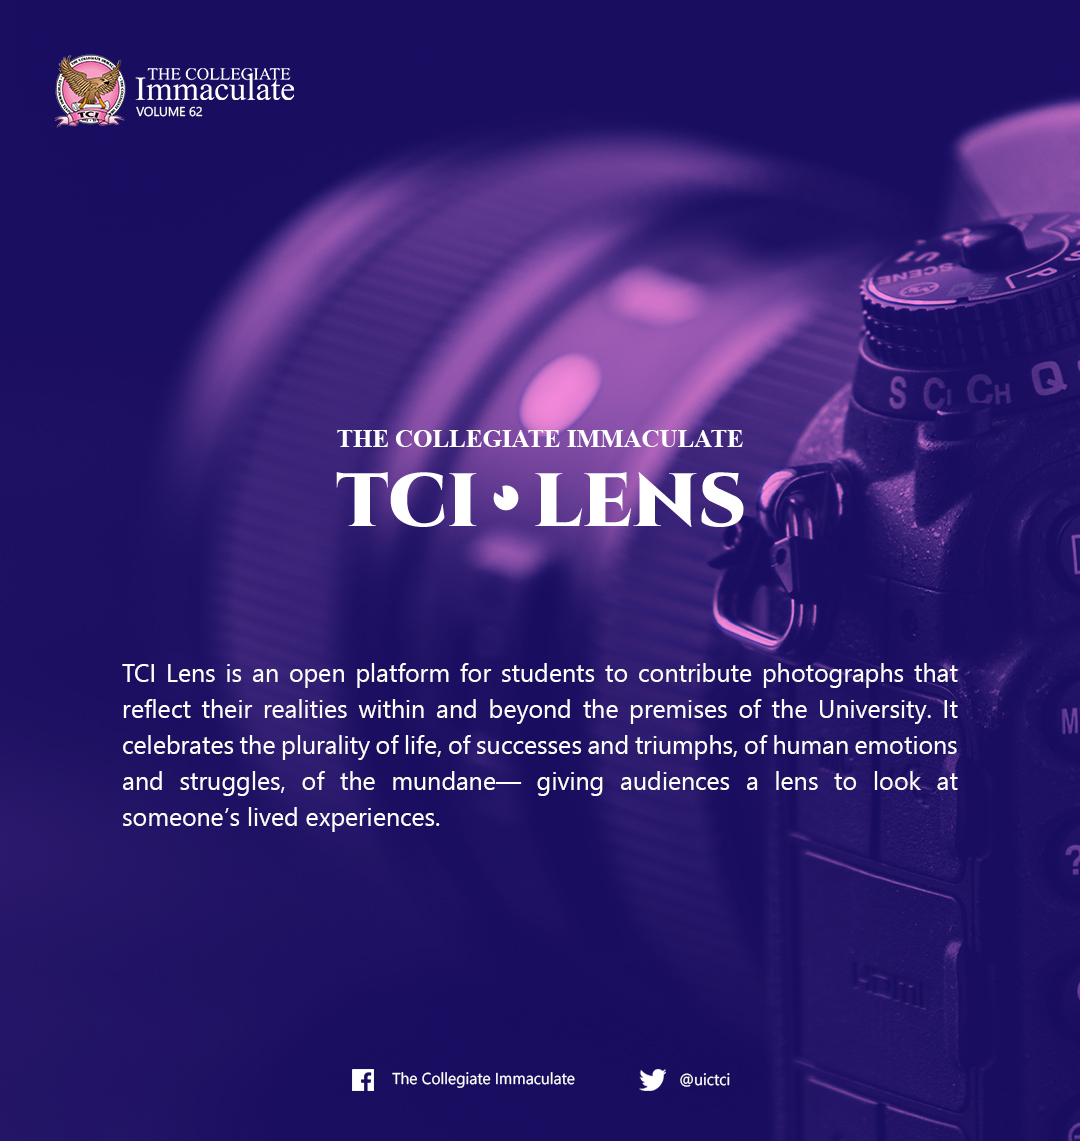 THE COLLEGIATE
Immaculate
VOLUME 62
TCI
U1
SCENE
P
S
S CI CH Q
THE COLLEGIATE IMMACULATE
TCI LENS
TCI Lens is an open platform for students to contribute photographs that
reflect their realities within and beyond the premises of the University. It
celebrates the plurality of life, of successes and triumphs, of human emotions
and struggles, of the mundane— giving audiences a lens to look at
someone’s lived experiences.
M
?
HDMI
The Collegiate Immaculate
@uictci